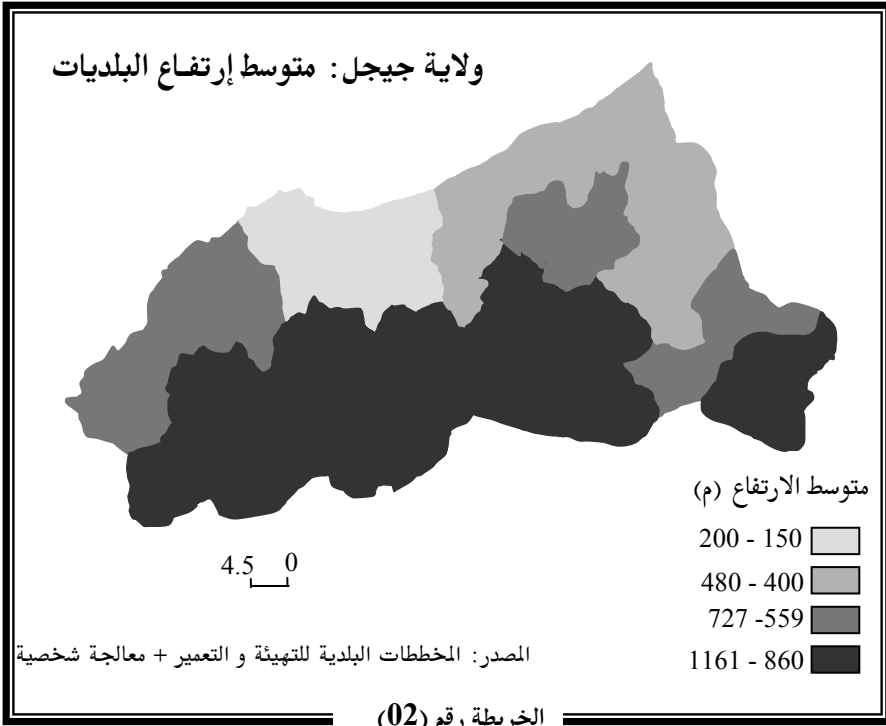 ولاية جيجل: متوسط إرتفاع البلديات
متوسط الارتفاع (م)
200 - 150
480 - 400
727 -559
1161 - 860
4.5 0
المصدر: المخططات البلدية للتهيئة و التعمير + معالجة شخصية
الخريطة رقم (02)